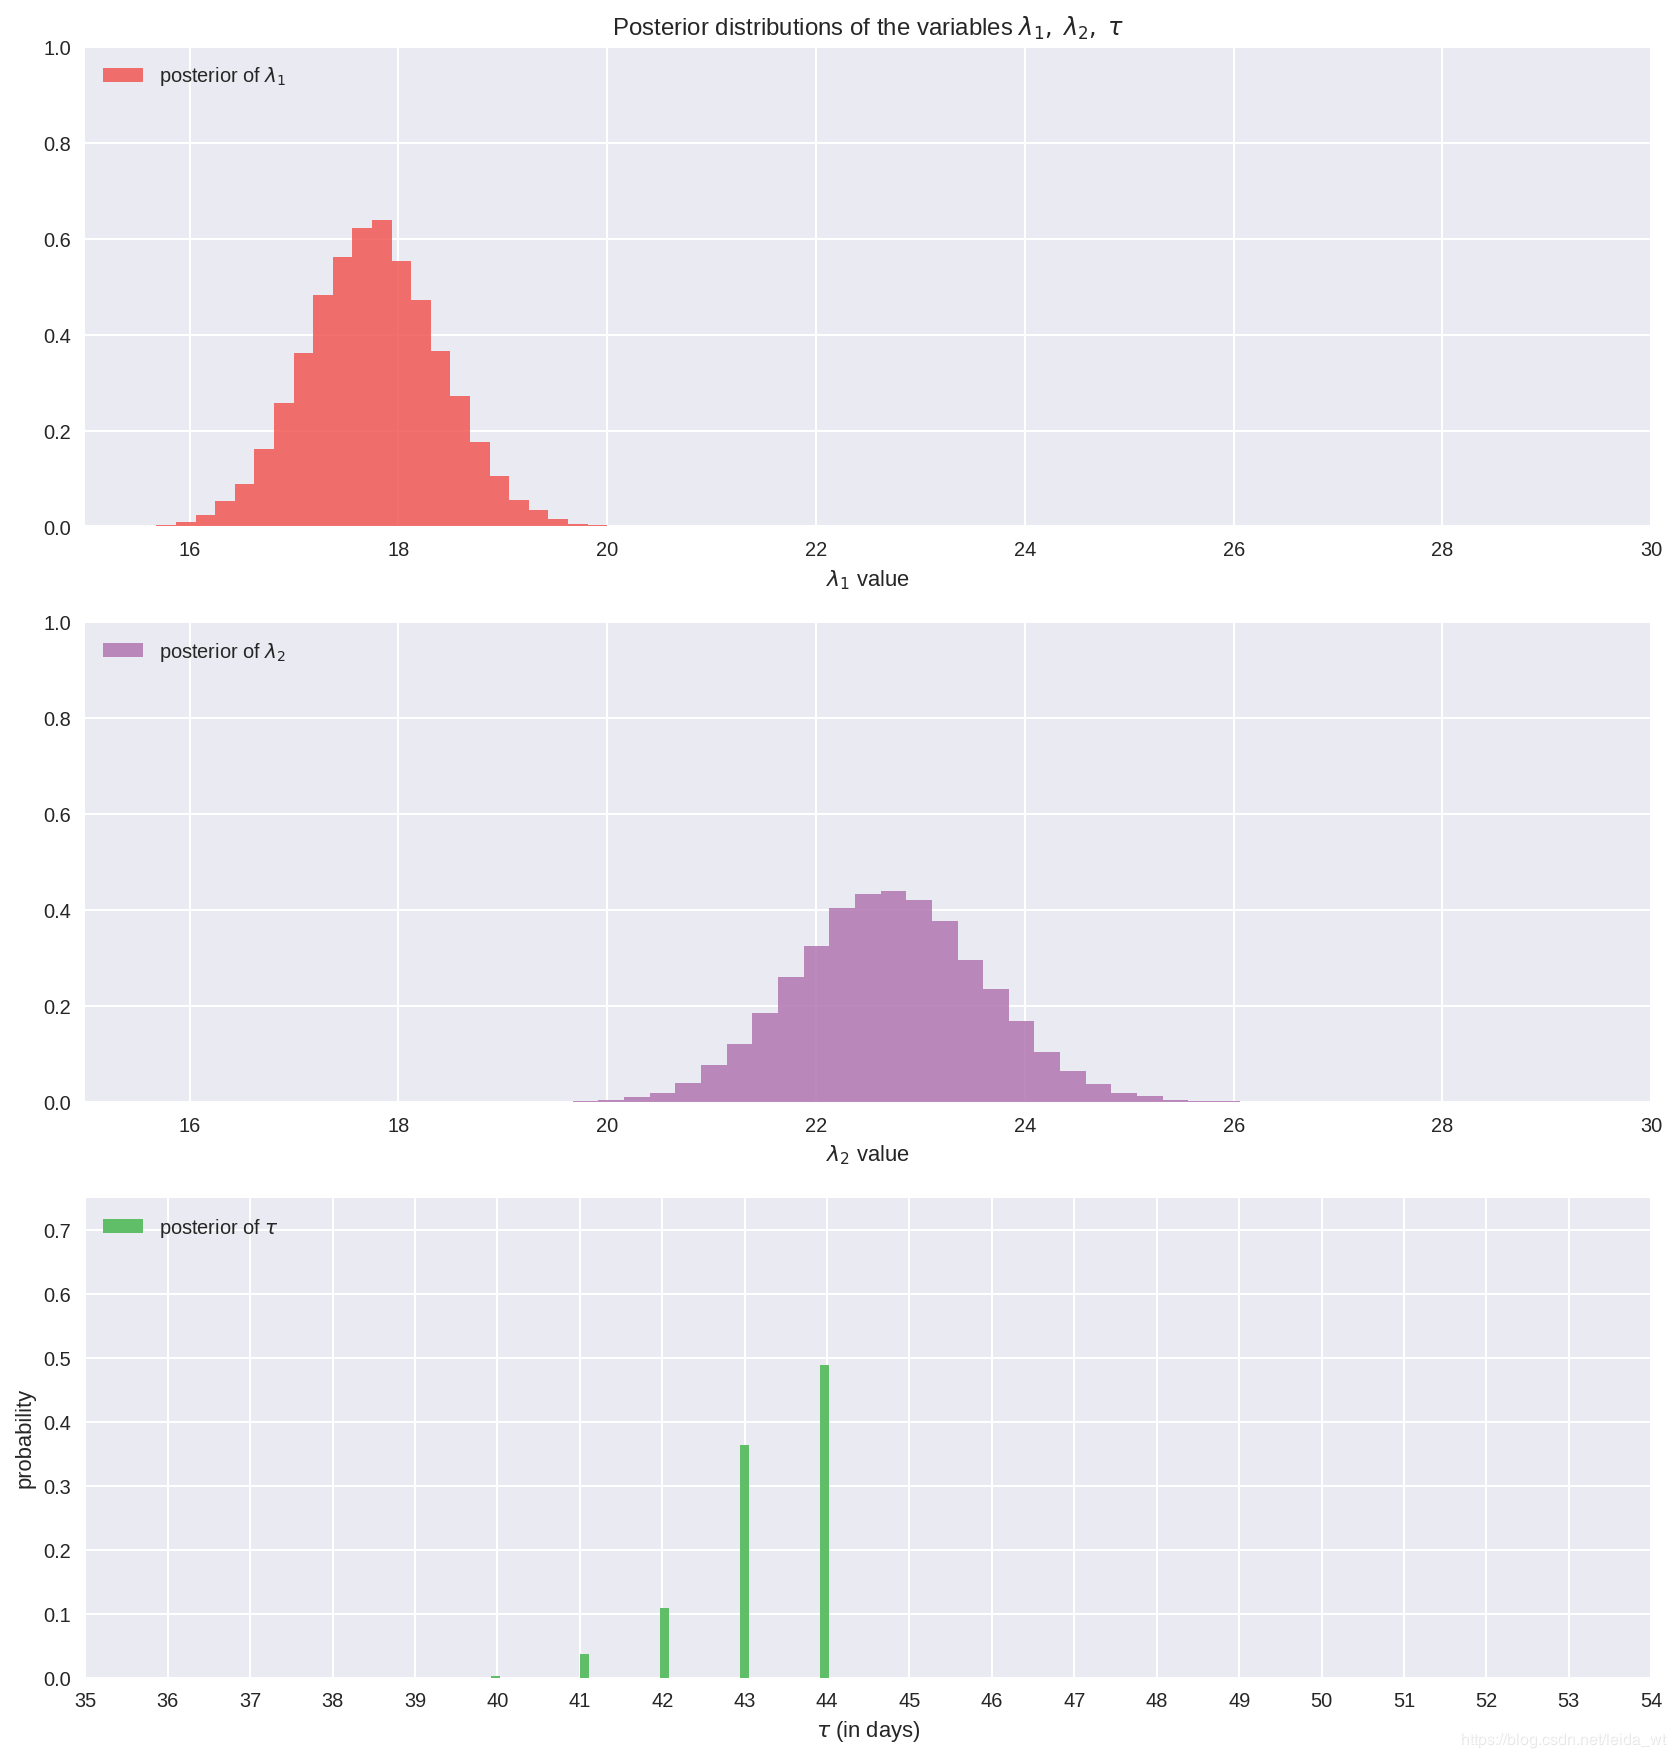 Posterior distributions of the variables λ₁, λ₂, τ
1.0
0.8
0.6
0.4
0.2
0.0
posterior of λ₁
16 18 20 22 24 26 28 30
λ₁ value
1.0
0.8
0.6
0.4
0.2
0.0
posterior of λ₂
16 18 20 22 24 26 28 30
λ₂ value
probability
0.7
0.6
0.5
0.4
0.3
0.2
0.1
0.0
posterior of τ
35 36 37 38 39 40 41 42 43 44 45 46 47 48 49 50 51 52 53 54
τ (in days)
https://blog.csdn.net/leida_wt